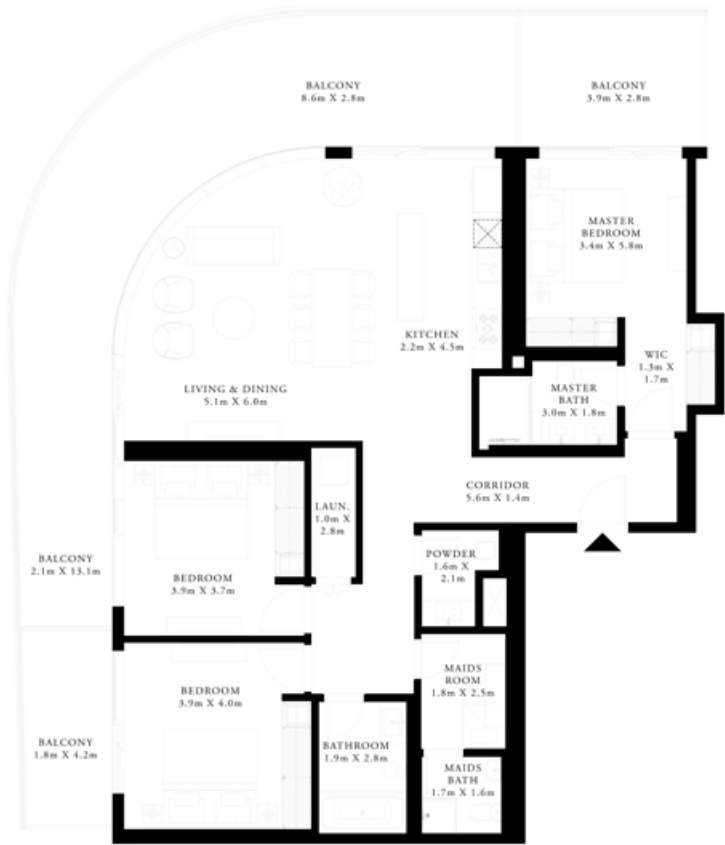 BALCONY
8.6m X 2.8m
BALCONY
3.9m X 2.8m
MASTER
BEDROOM
3.4m X 5.8m
KITCHEN
2.2m X 4.5m
WIC
1.3m X
1.7m
LIVING & DINING
5.1m X 6.0m
MASTER
BATH
3.0m X 1.8m
CORRIDOR
5.6m X 1.4m
LAUN.
1.0m X
2.8m
BALCONY
2.1m X 13.1m
BEDROOM
3.9m X 3.7m
POWDER
1.6m X
2.1m
BEDROOM
3.9m X 4.0m
MAIDS
ROOM
1.8m X 2.5m
BALCONY
1.8m X 4.2m
BATHROOM
1.9m X 2.8m
MAIDS
BATH
1.7m X 1.6m